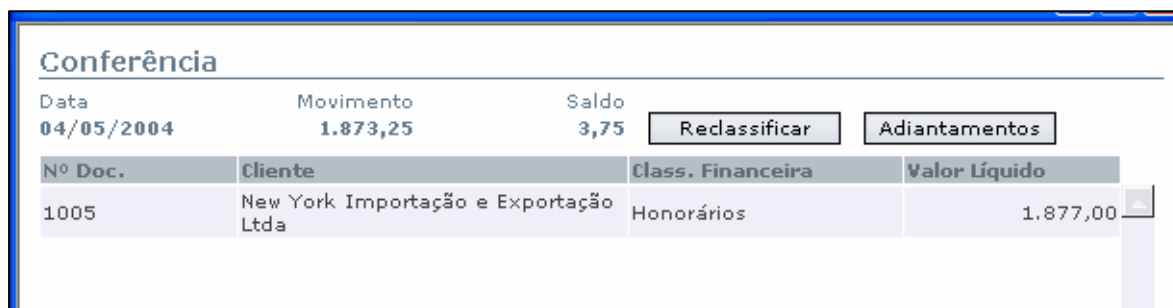 Conferência
Data Movimento Saldo
04/05/2004 1.873,25 3,75 Reclassificar Adiantamentos
Nº Doc. Cliente Class. Financeira Valor Líquido
1005 New York Importação e Exportação Ltda Honorários 1.877,00